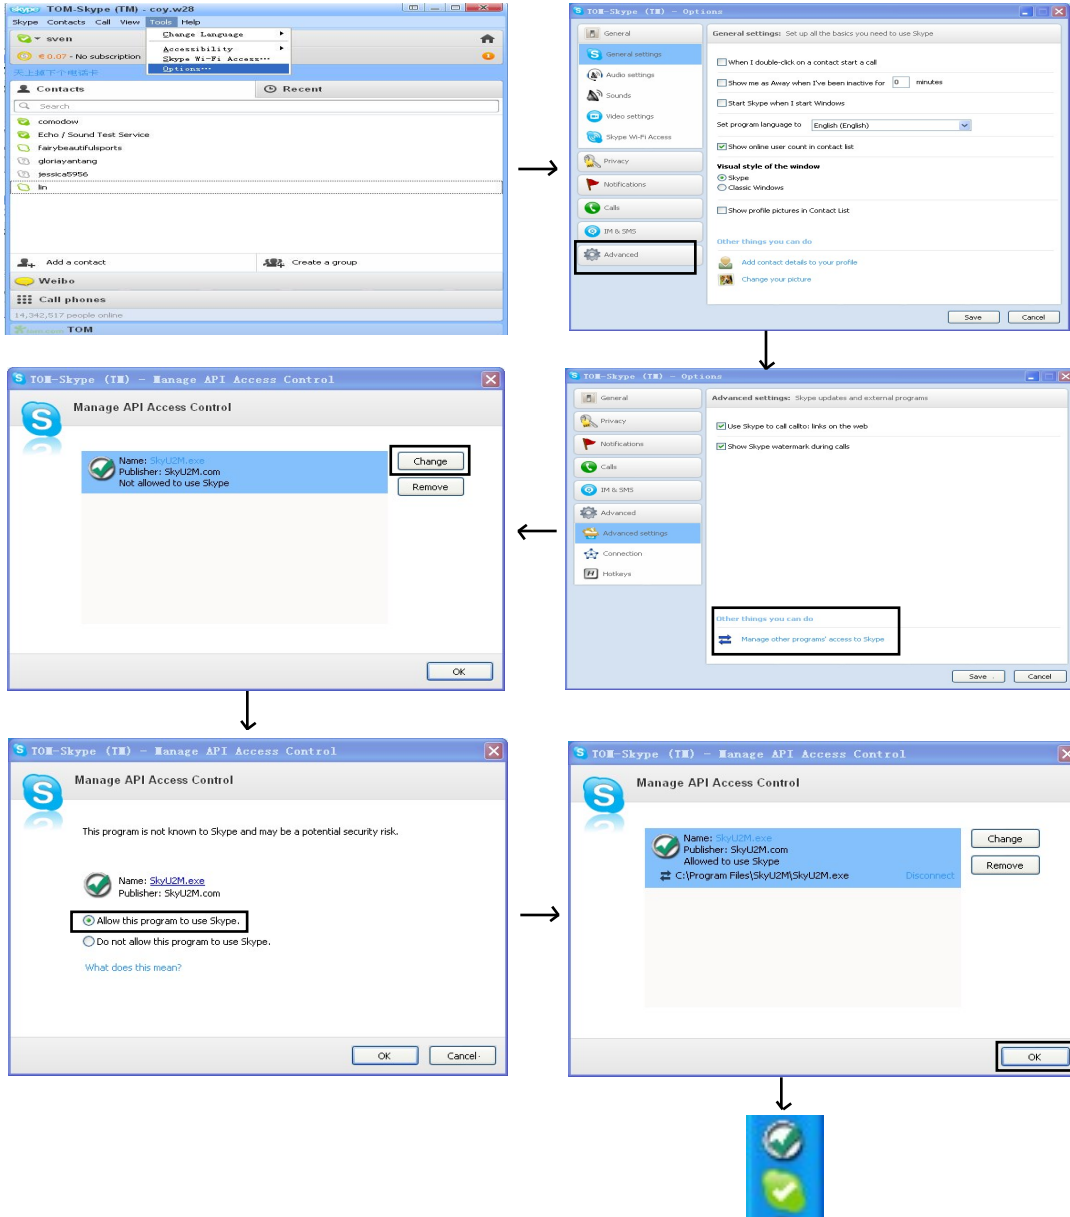 skype TOM-Skype (TM) - coy.w28
Skype Contacts Call View Tools Help
sven
Change Language
Accessibility
€0.07 - No subscription
Skype Wi-Fi Access...
Options...
1
Contacts
Recent
Search
comodow
Echo / Sound Test Service
fairybeautifulsports
gloriayantang
jessica5956
lin
Add a contact
Create a group
Weibo
Call phones
14,342,517 people online
TOM
TOM-Skype (TM) - Options
General
General settings: Set up all the basics you need to use Skype
General settings
Audio settings
Sounds
Video settings
Skype Wi-Fi Access
Privacy
Notifications
Calls
IM & SMS
Advanced
When I double-click on a contact start a call
Show me as Away when I've been inactive for 0 minutes
Start Skype when I start Windows
Set program language to English (English)
Show online user count in contact list
Visual style of the window
Skype
Classic Windows
Show profile pictures in Contact List
Other things you can do
Add contact details to your profile
Change your picture
Save Cancel
TOM-Skype (TM) - Options
General
Privacy
Notifications
Calls
IM & SMS
Advanced
Advanced settings
Connection
Hotkeys
Advanced settings: Skype updates and external programs
Use Skype to call callto: links on the web
Show Skype watermark during calls
Other things you can do
Manage other programs' access to Skype
Save Cancel
TOM-Skype (TM) - Manage API Access Control
Manage API Access Control
Name: SkyU2M.exe
Publisher: SkyU2M.com
Not allowed to use Skype
Change
Remove
OK
TOM-Skype (TM) - Manage API Access Control
Manage API Access Control
This program is not known to Skype and may be a potential security risk.
Name: SkyU2M.exe
Publisher: SkyU2M.com
Allow this program to use Skype.
Do not allow this program to use Skype.
What does this mean?
OK Cancel
TOM-Skype (TM) - Manage API Access Control
Manage API Access Control
Name: SkyU2M.exe
Publisher: SkyU2M.com
Allowed to use Skype
C:\Program Files\SkyU2M\SkyU2M.exe Disconnect
Change
Remove
OK